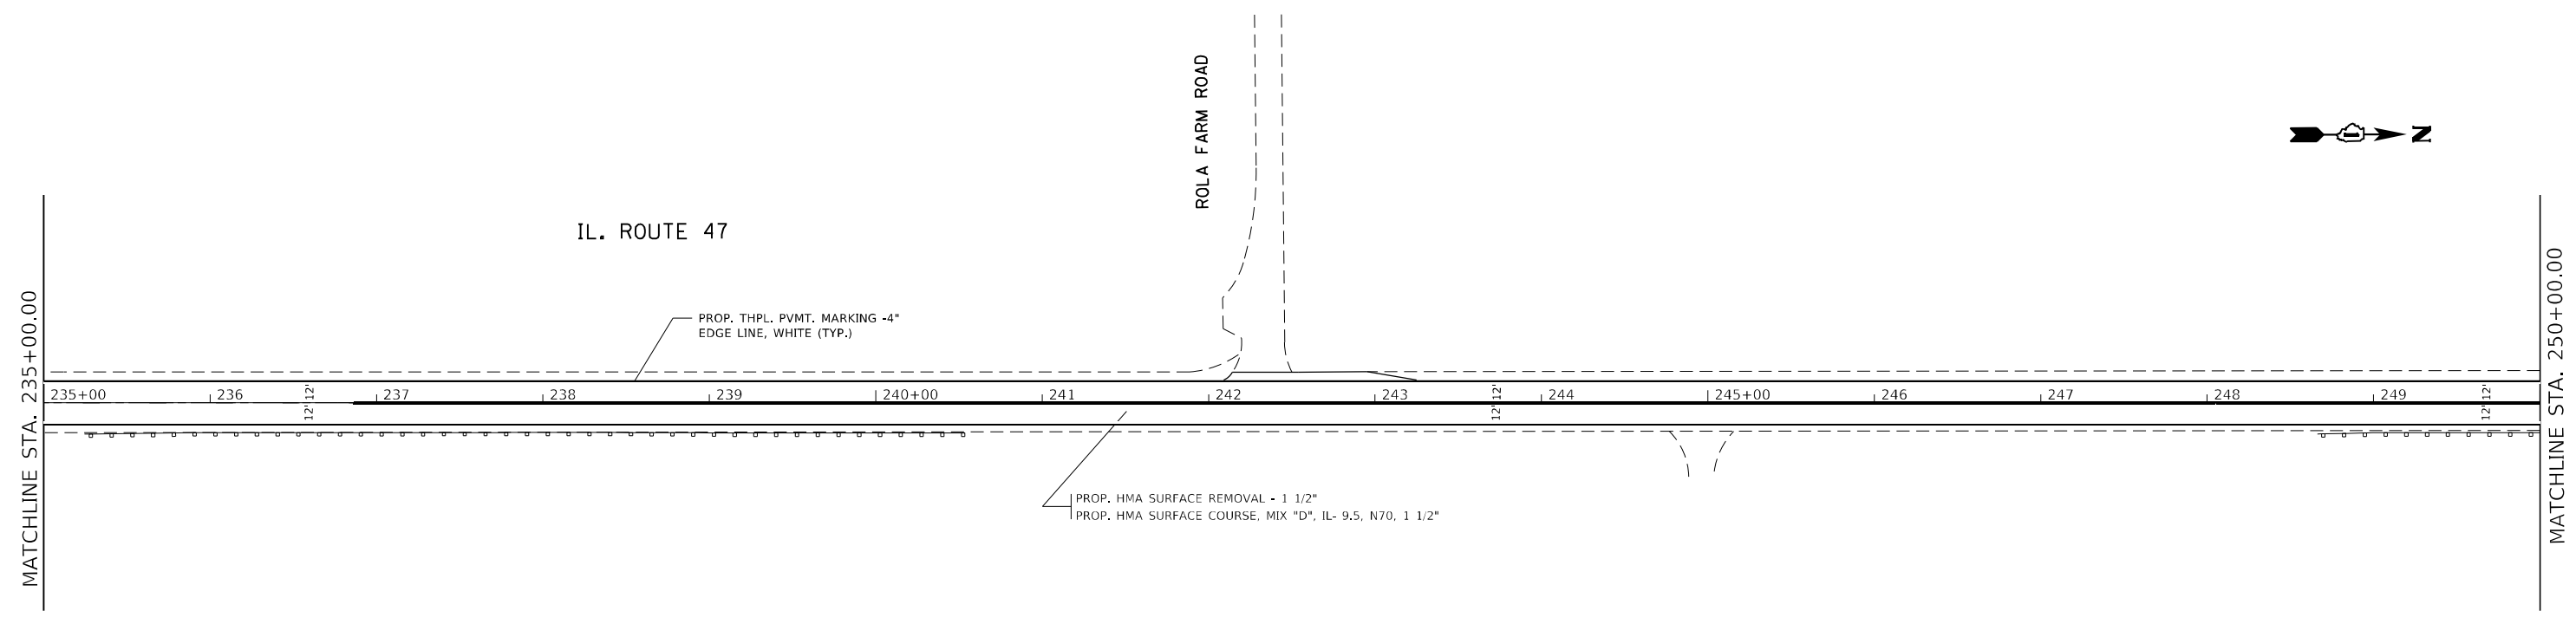 ROLA FARM ROAD
N
IL. ROUTE 47
PROP. THPL. PVMT. MARKING -4"
EDGE LINE, WHITE (TYP.)
MATCHLINE STA. 235+00.00
235+00 236 12' 12' 237 238 239 240+00 241 242 243 12' 12' 244 245+00 246 247 248 249 12' 12'
MATCHLINE STA. 250+00.00
PROP. HMA SURFACE REMOVAL - 1 1/2"
PROP. HMA SURFACE COURSE, MIX "D", IL- 9.5, N70, 1 1/2"